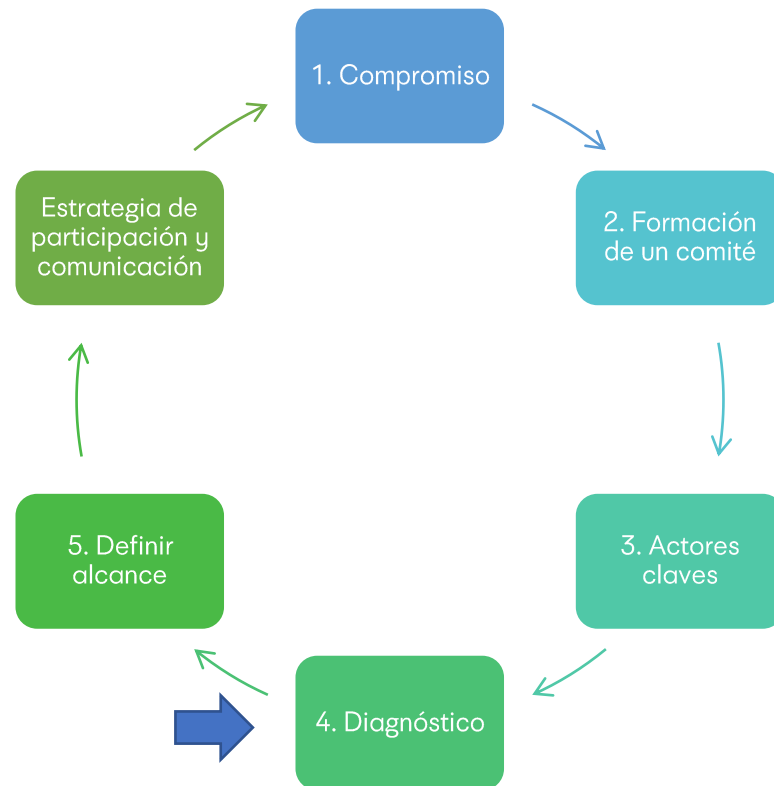 1. Compromiso
2. Formación
de un comité
3. Actores
claves
4. Diagnóstico
5. Definir
alcance
Estrategia de
participación y
comunicación